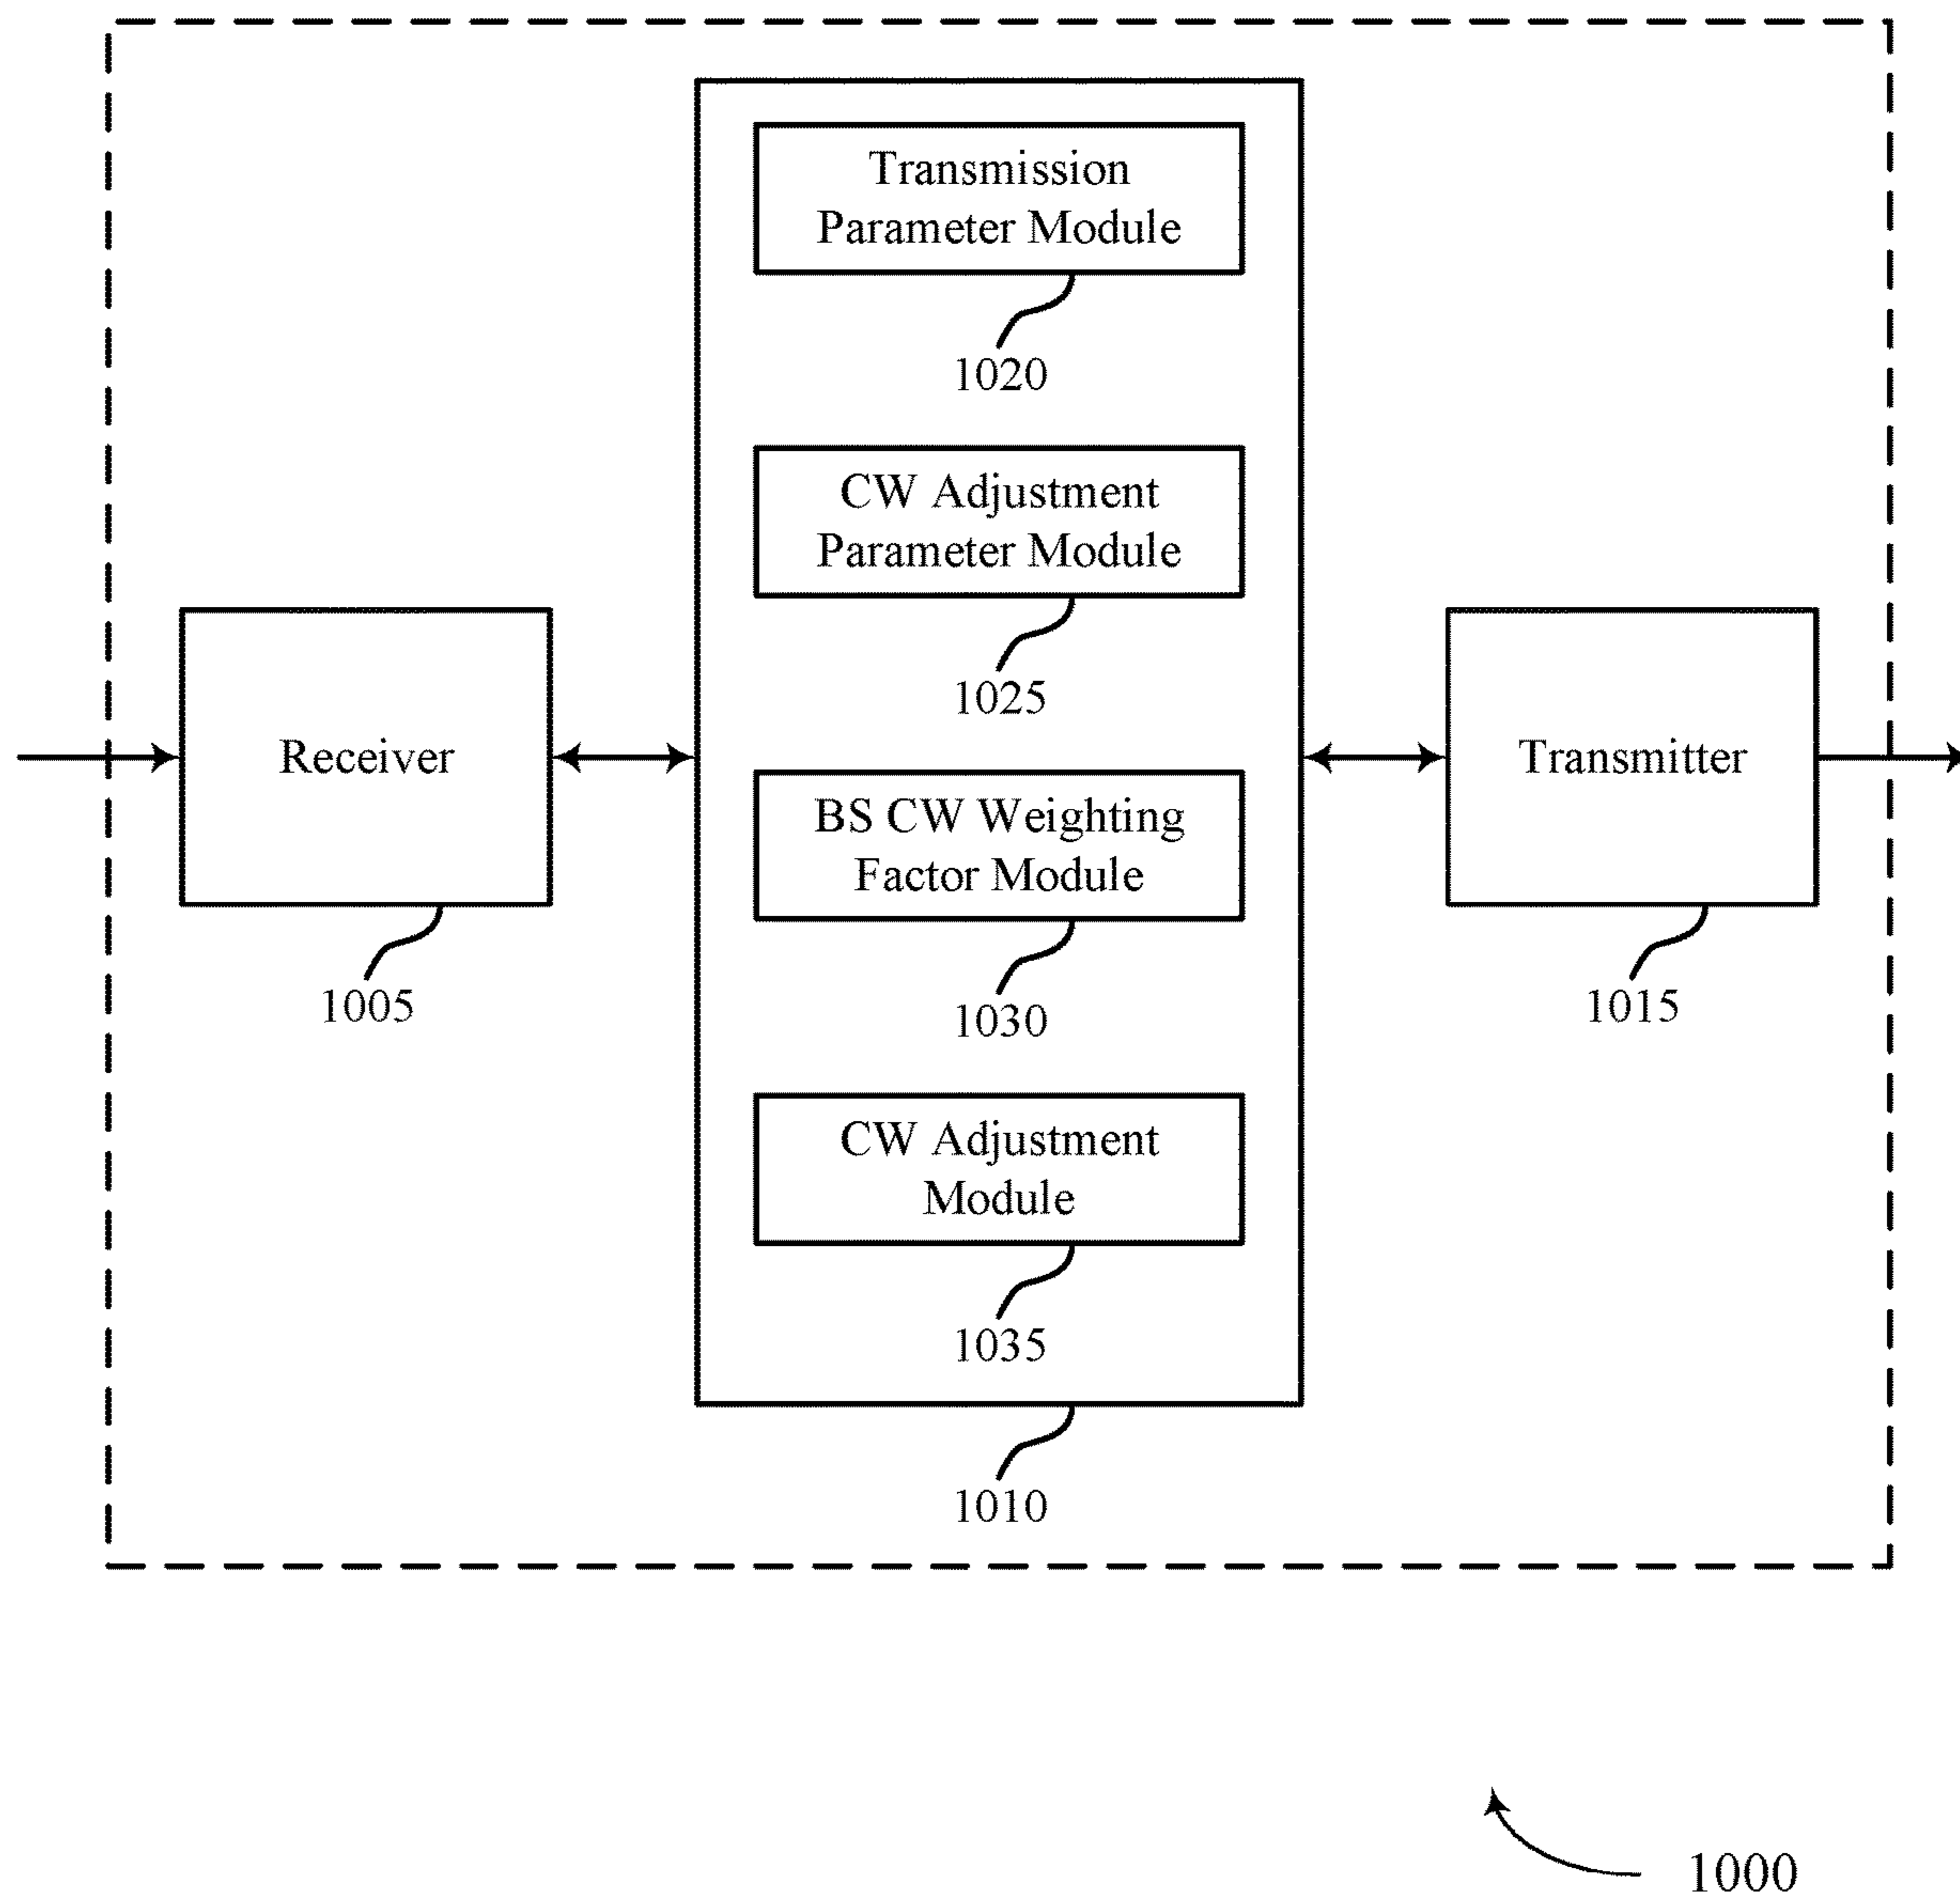 Transmission
Parameter Module
1020
CW Adjustment
Parameter Module
1025
Receiver
1005
BS CW Weighting
Factor Module
1030
Transmitter
1015
CW Adjustment
Module
1035
1010
1000